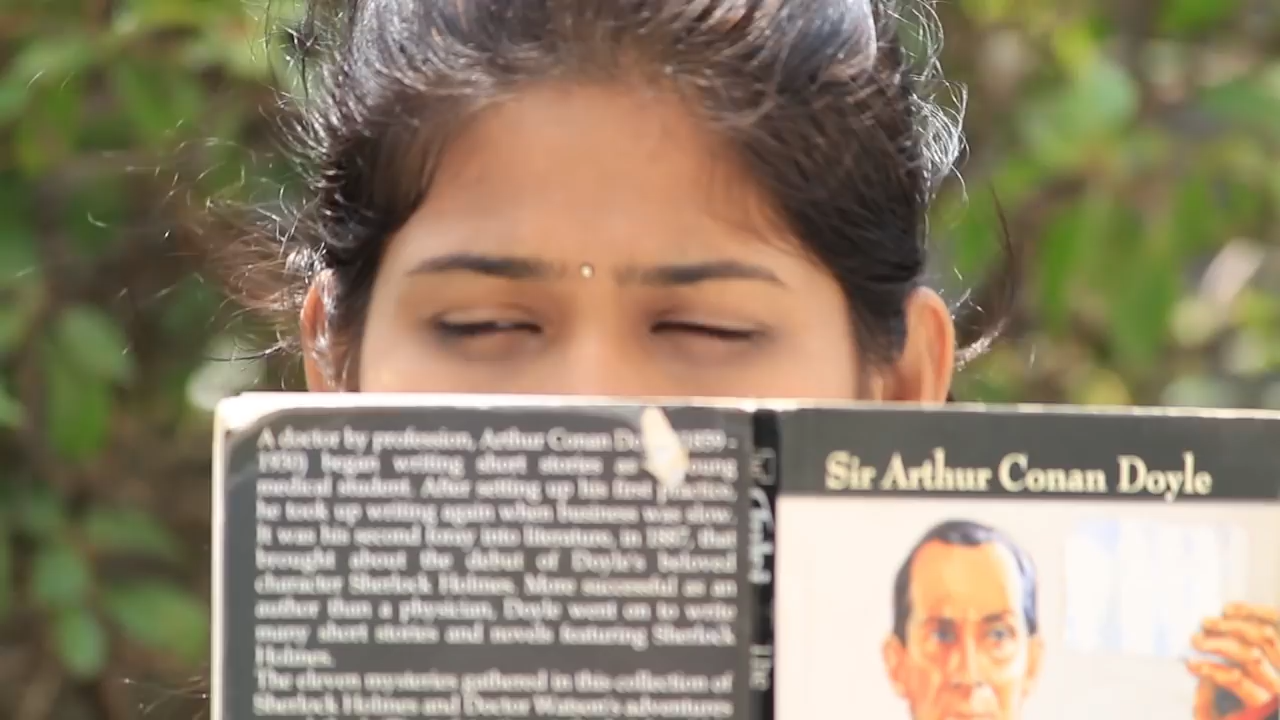 A doctor by profession, Arthur Conan (1859 -
1930) began writing short stories as young
medical student. After setting up his first practice,
he took up writing again when business was slow.
It was his second foray into literature, in 1887, that
brought about the debut of Doyle's beloved
character Sherlock Holmes. More successful as an
author than a physician, Doyle went on to write
many short stories and novels featuring Sherlock
Holmes.
The eleven mysteries gathered in this collection of
Sherlock Holmes and Doctor Watson's adventures
Sir Arthur Conan Doyle